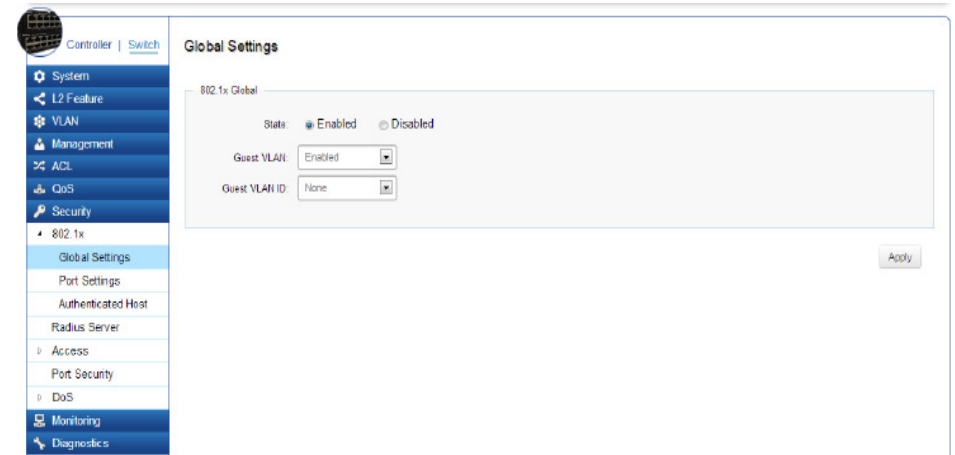 Controller | Switch
Global Settings
System
L2 Feature
VLAN
Management
ACL
QoS
Security
802.1x
Global Settings
Port Settings
Authenticated Host
Radius Server
Access
Port Security
DoS
Monitoring
Diagnostics
802.1x Global
State: Enabled Disabled
Guest VLAN: Enabled
Guest VLAN ID: None
Apply